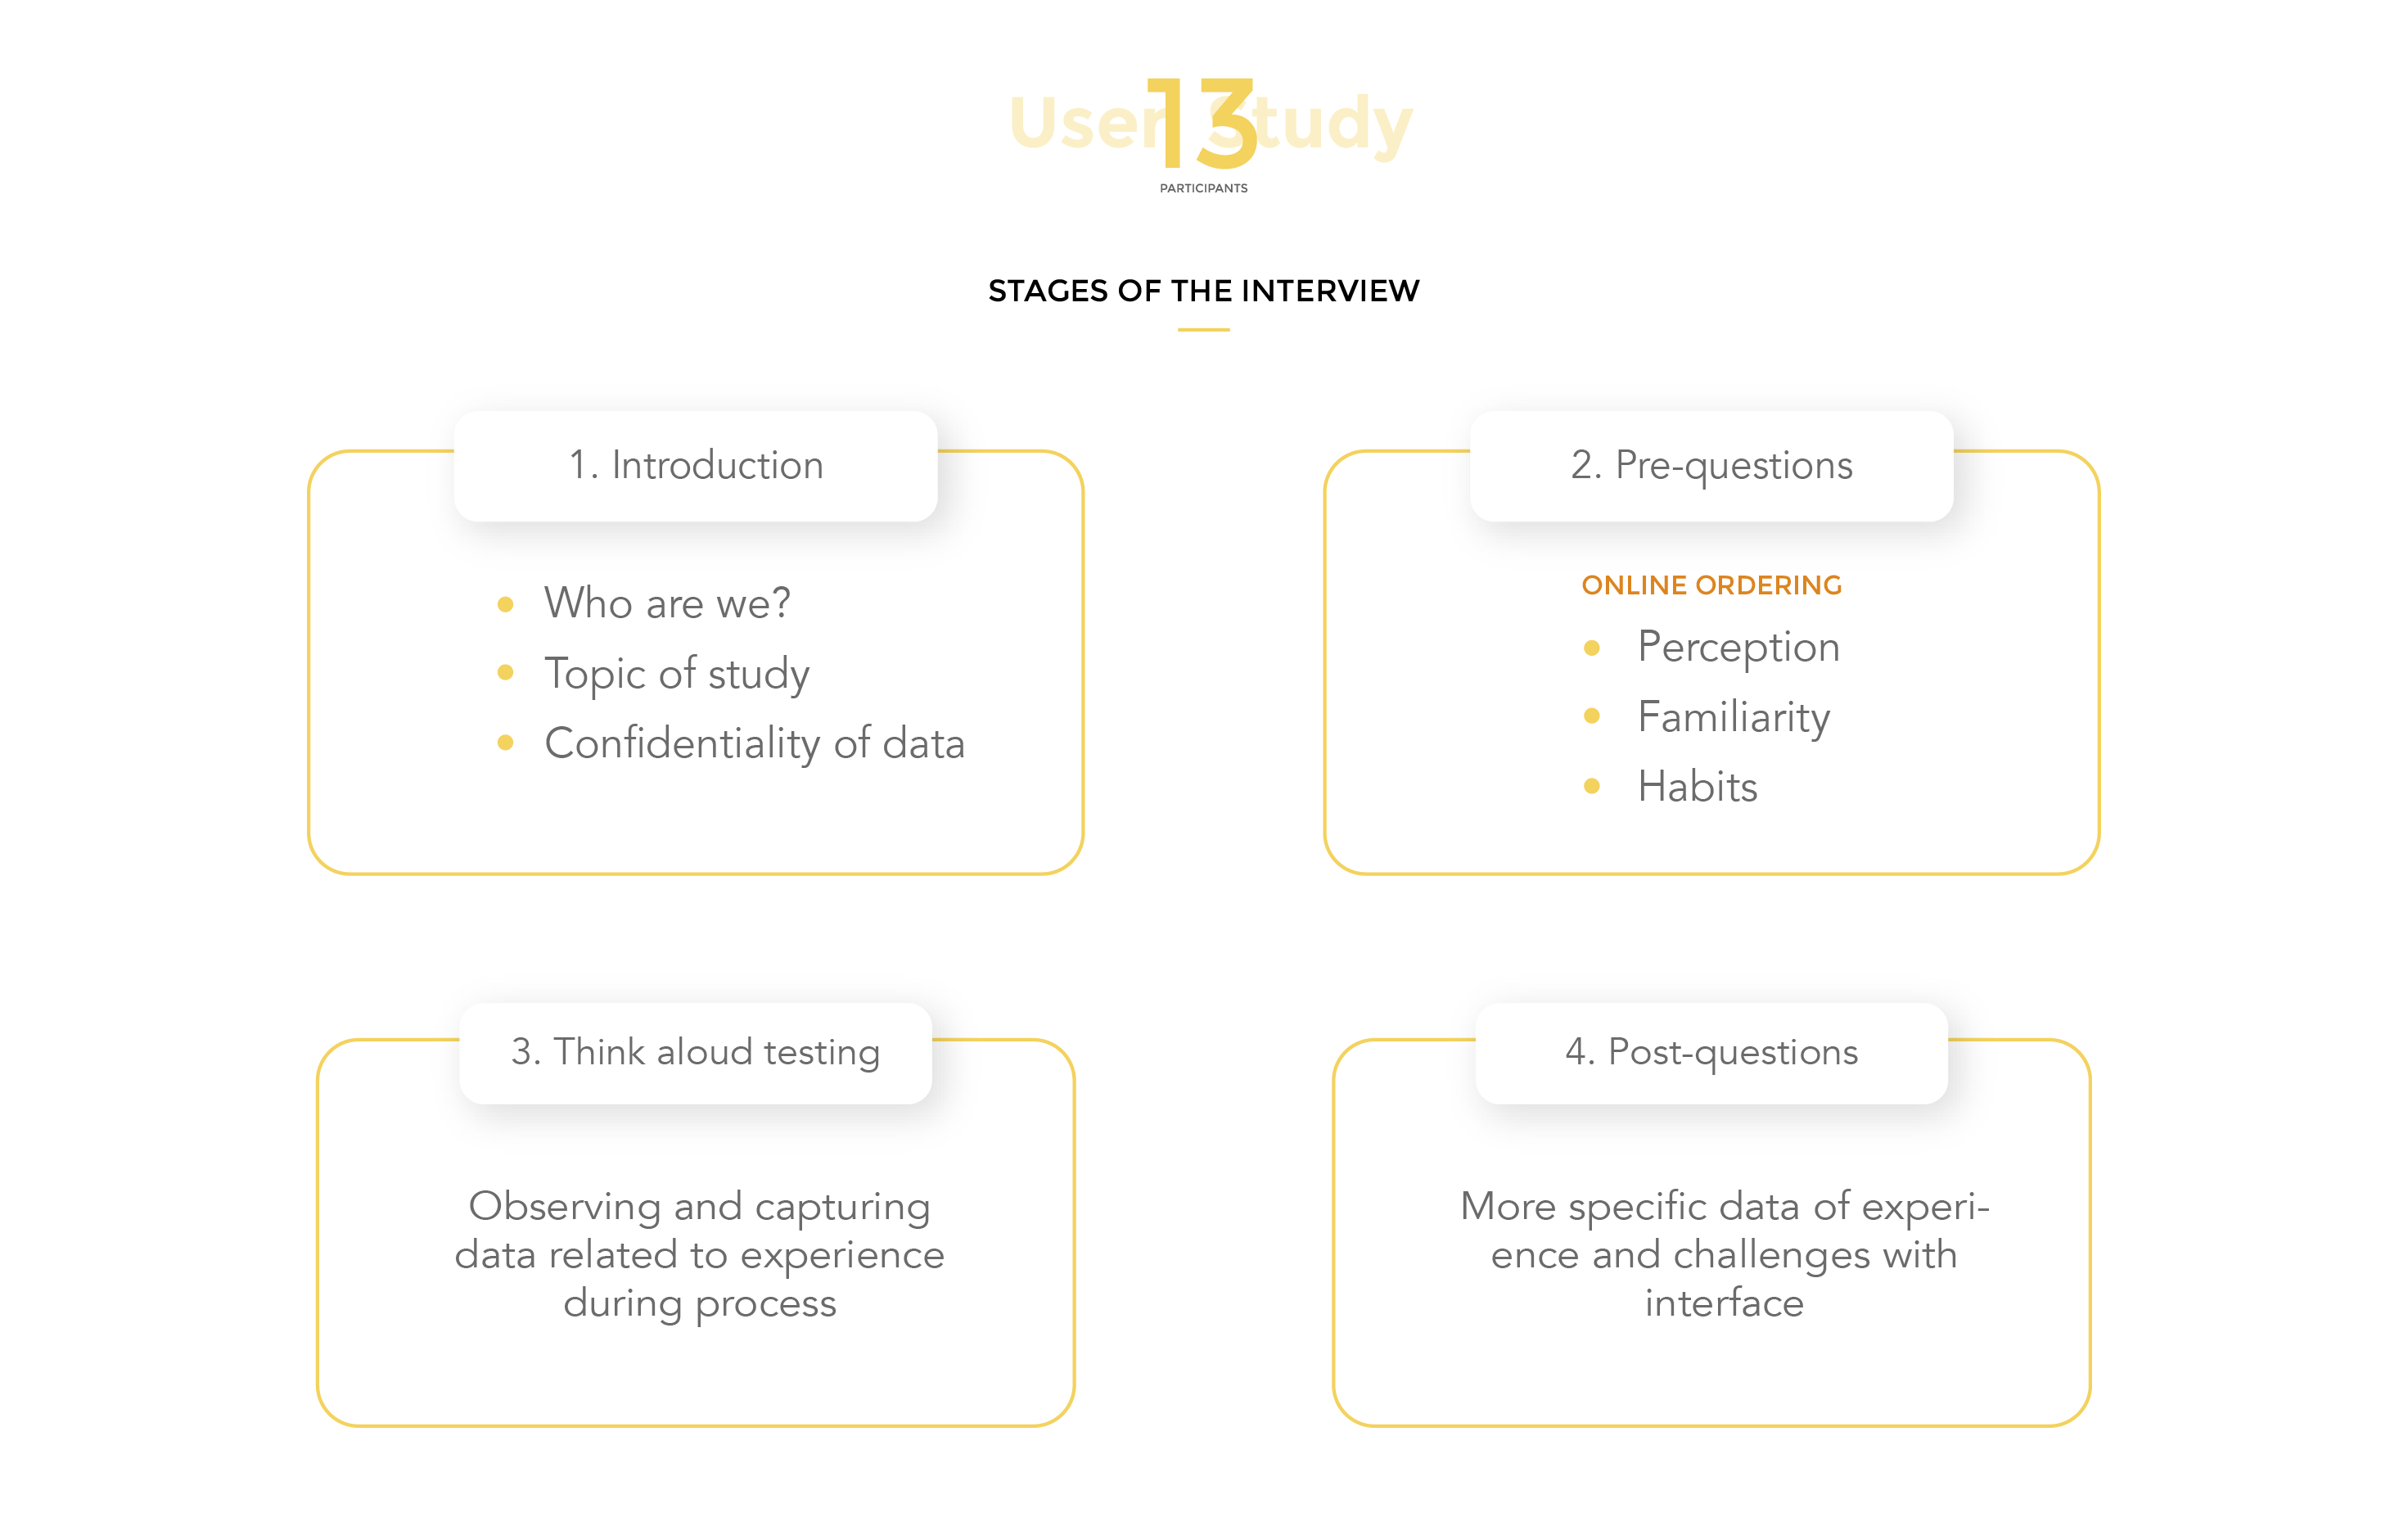 User Study
13
PARTICIPANTS
STAGES OF THE INTERVIEW
1. Introduction
Who are we?
Topic of study
Confidentiality of data
2. Pre-questions
ONLINE ORDERING
Perception
Familiarity
Habits
3. Think aloud testing
Observing and capturing
data related to experience
during process
4. Post-questions
More specific data of experi-
ence and challenges with
interface